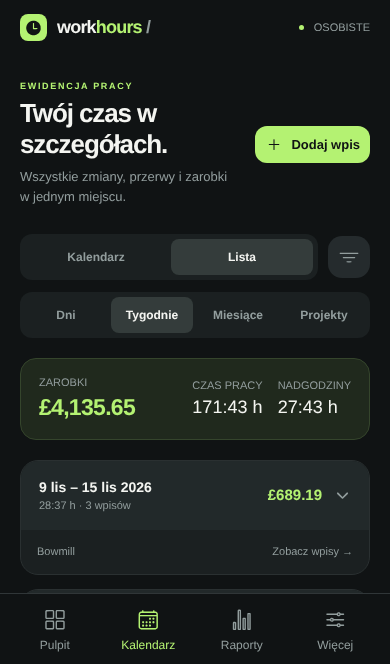 workhours /
OSOBISTE
EWIDENCJA PRACY
Twój czas w
szczegółach.
Dodaj wpis
Wszystkie zmiany, przerwy i zarobki
w jednym miejscu.
Kalendarz
Lista
Dni
Tygodnie
Miesiące
Projekty
ZAROBKI
£4,135.65
CZAS PRACY
171:43 h
NADGODZINY
27:43 h
9 lis – 15 lis 2026
28:37 h · 3 wpisów
£689.19
Bowmill
Zobacz wpisy →
Pulpit
Kalendarz
Raporty
Więcej